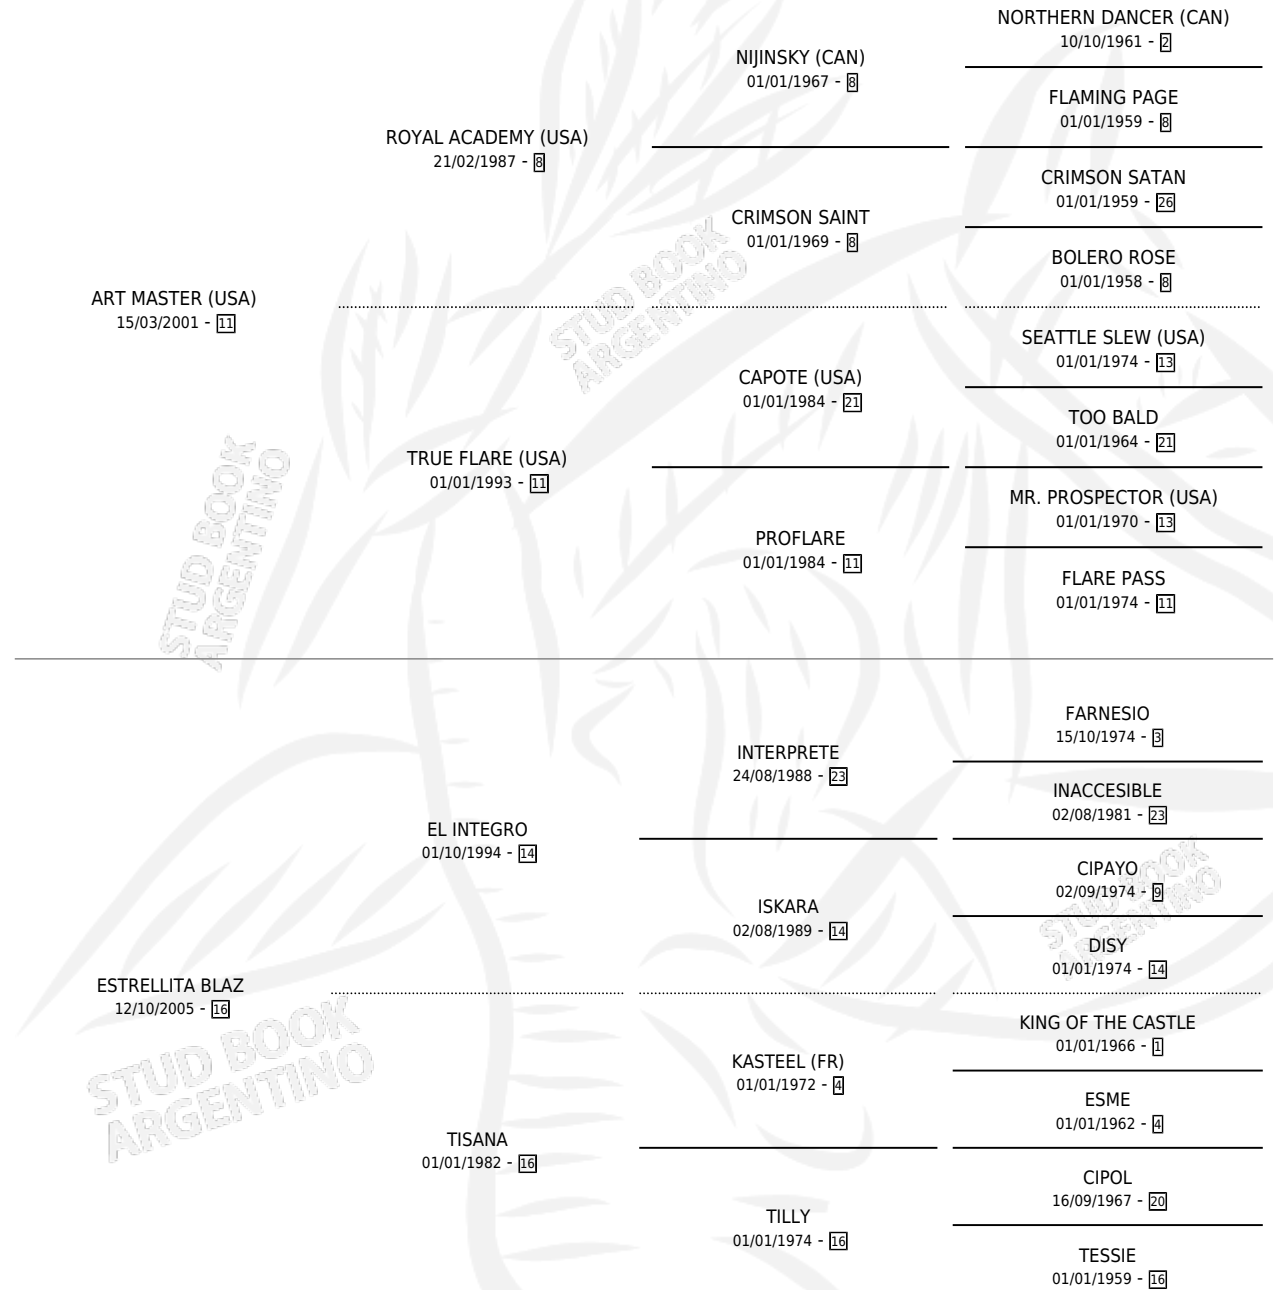 NORTHERN DANCER (CAN)
10/10/1961 - 2
NIJINSKY (CAN)
01/01/1967 - 8
FLAMING PAGE
01/01/1959 - 8
ROYAL ACADEMY (USA)
21/02/1987 - 8
CRIMSON SATAN
01/01/1959 - 26
CRIMSON SAINT
01/01/1969 - 8
BOLERO ROSE
01/01/1958 - 8
ART MASTER (USA)
15/03/2001 - 11
STUD BOOK
ARGENTINO
SEATTLE SLEW (USA)
01/01/1974 - 13
CAPOTE (USA)
01/01/1984 - 21
TOO BALD
01/01/1964 - 21
TRUE FLARE (USA)
01/01/1993 - 11
MR. PROSPECTOR (USA)
01/01/1970 - 13
PROFLARE
01/01/1984 - 11
FLARE PASS
01/01/1974 - 11
STUD BOOK
ARGENTINO
FARNESIO
15/10/1974 - 3
INTERPRETE
24/08/1988 - 23
INACCESIBLE
02/08/1981 - 23
EL INTEGRO
01/10/1994 - 14
CIPAYO
02/09/1974 - 9
ISKARA
02/08/1989 - 14
DISY
01/01/1974 - 14
STUD BOOK
ARGENTINO
ESTRELLITA BLAZ
12/10/2005 - 16
KING OF THE CASTLE
01/01/1966 - 1
KASTEEL (FR)
01/01/1972 - 4
ESME
01/01/1962 - 4
STUD BOOK
ARGENTINO
TISANA
01/01/1982 - 16
CIPOL
16/09/1967 - 20
TILLY
01/01/1974 - 16
TESSIE
01/01/1959 - 16